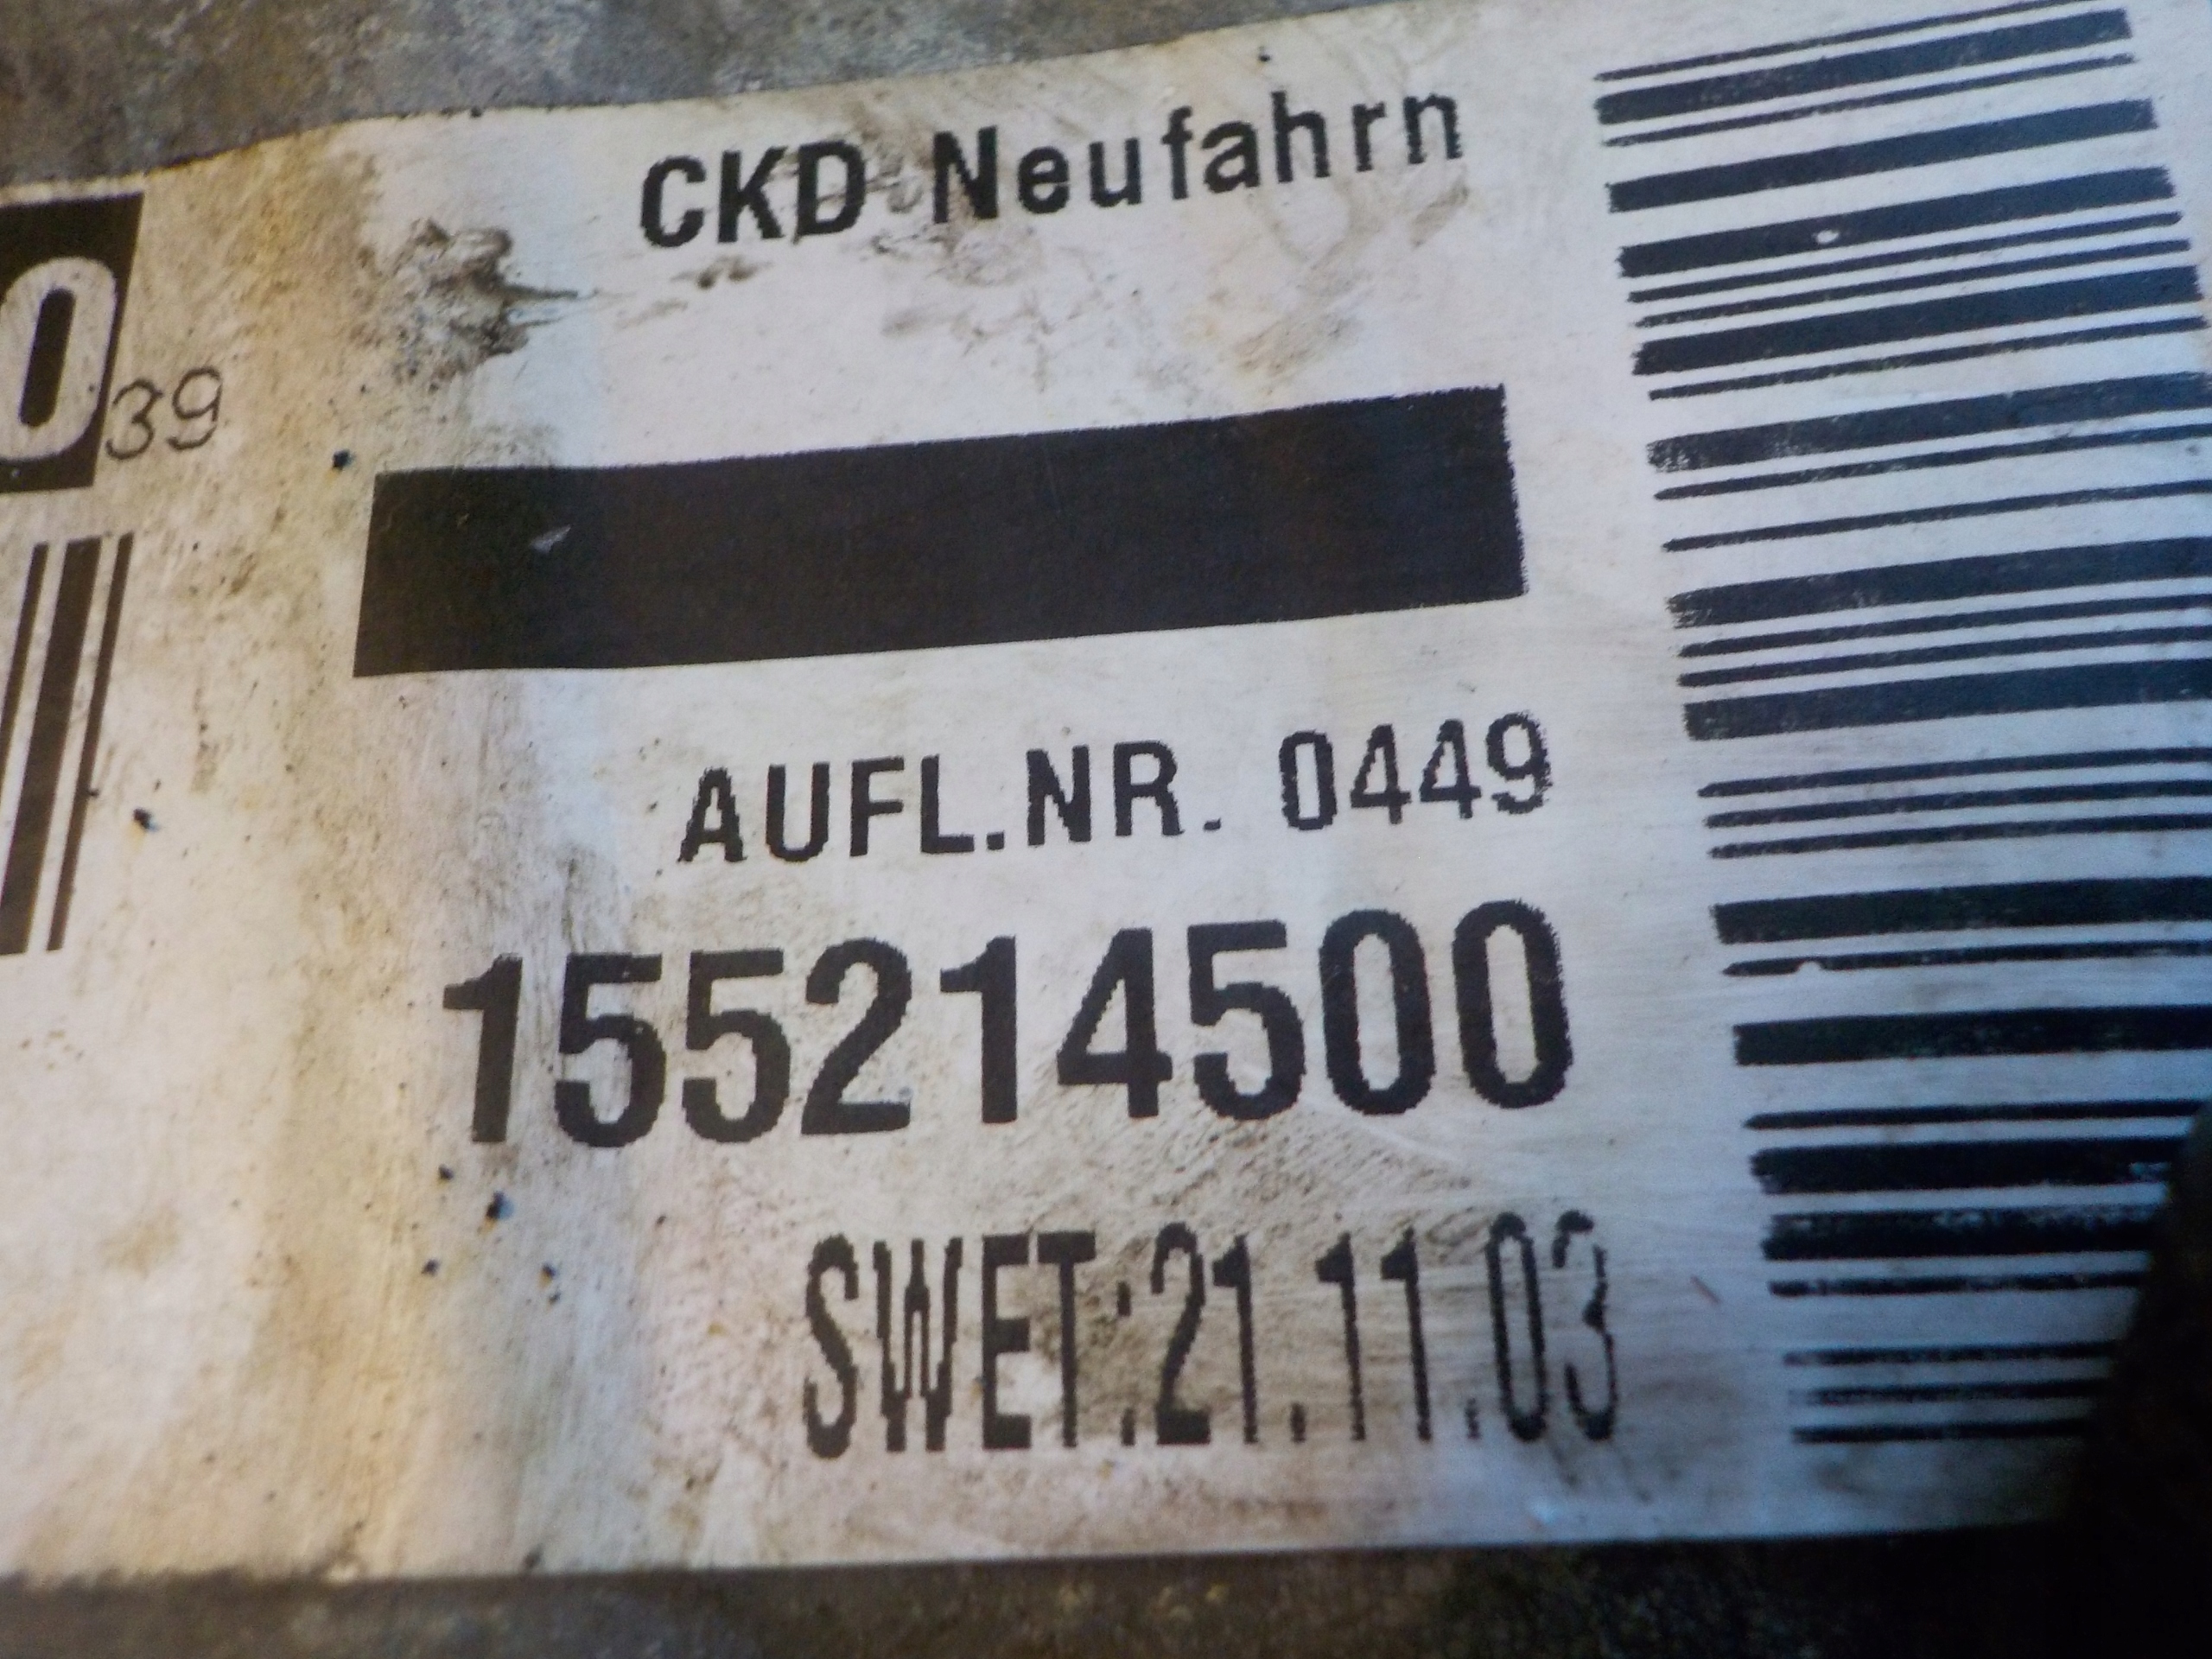 CKD Neufahrn
0
39
AUFL.NR. 0449
155214500
SWET:21.11.03